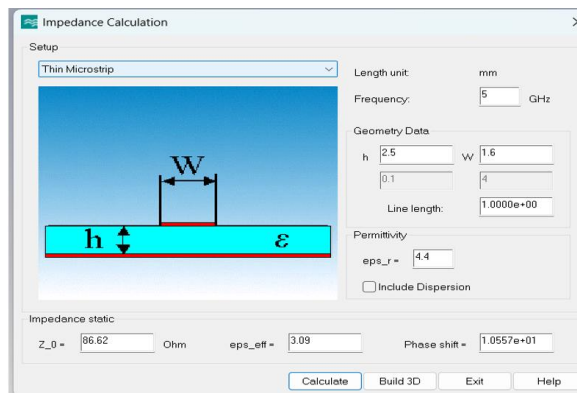 Impedance Calculation
Setup
Thin Microstrip
Length unit: mm
Frequency: 5 GHz
W
h
ε
Geometry Data
h 2.5 W 1.6
0.1 4
Line length: 1.0000e+00
Permittivity
eps_r = 4.4
Include Dispersion
Impedance static
Z_0 = 86.62 Ohm eps_eff = 3.09 Phase shift = 1.0557e+01
Calculate Build 3D Exit Help